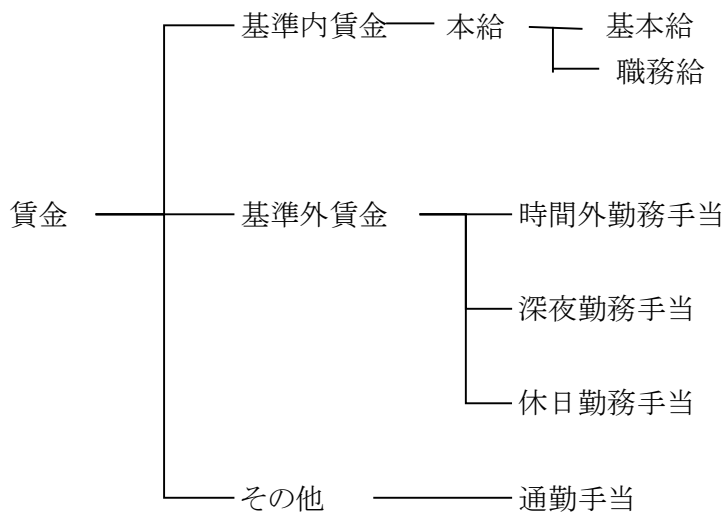 基準内賃金 本給 基本給
職務給
賃金 基準外賃金 時間外勤務手当
深夜勤務手当
休日勤務手当
その他 通勤手当